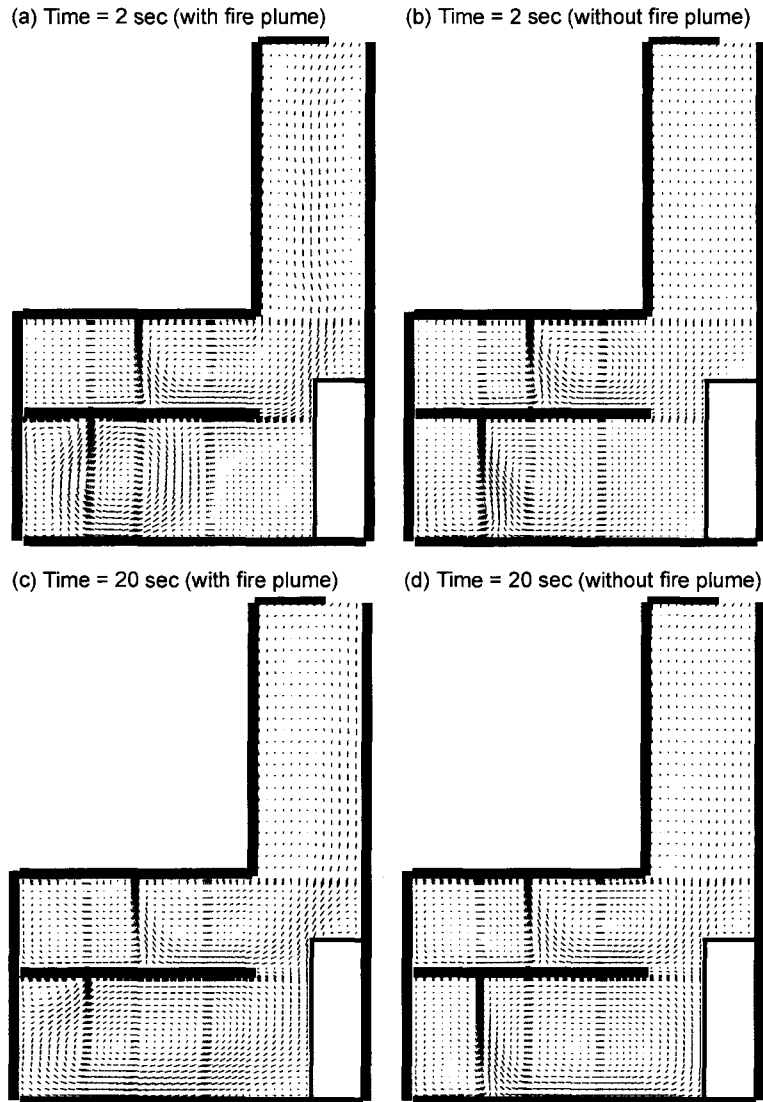 (a) Time = 2 sec (with fire plume)
(b) Time = 2 sec (without fire plume)
(c) Time = 20 sec (with fire plume)
(d) Time = 20 sec (without fire plume)